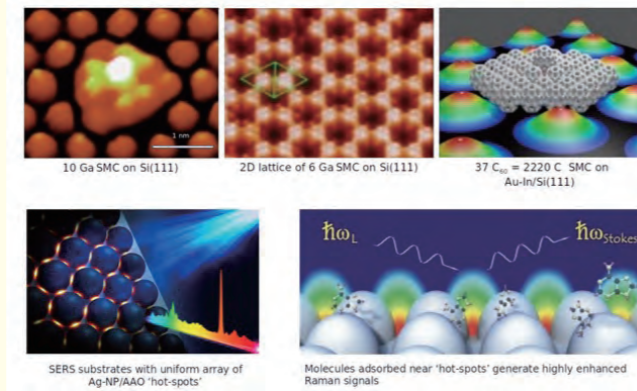 1 nm
10 Ga SMC on Si(111)
2D lattice of 6 Ga SMC on Si(111)
37 C₆₀ = 2220 C SMC on
Au-In/Si(111)
ħω_L
ħω_Stokes
SERS substrates with uniform array of
Ag-NP/AAO ‘hot-spots’
Molecules adsorbed near ‘hot-spots’ generate highly enhanced
Raman signals